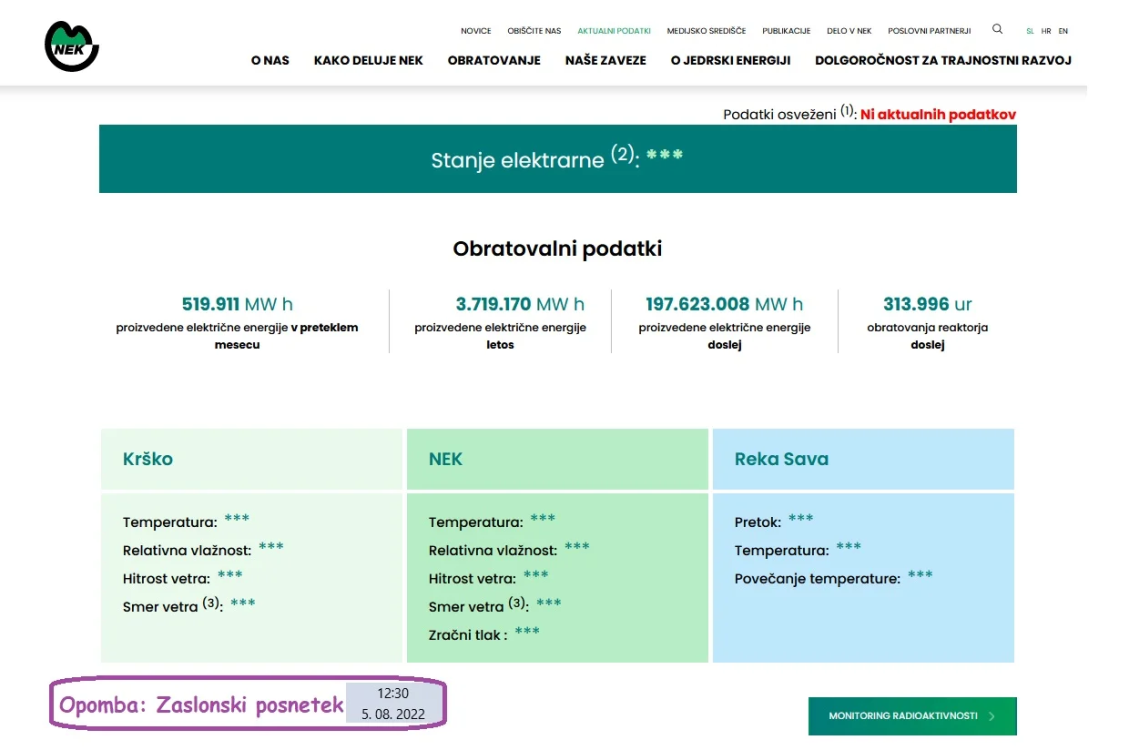 NEK
NOVICE OBIŠČITE NAS AKTUALNI PODATKI MEDIJSKO SREDIŠČE PUBLIKACIJE DELO V NEK POSLOVNI PARTNERJI SL HR EN
O NAS KAKO DELUJE NEK OBRATOVANJE NAŠE ZAVEZE O JEDRSKI ENERGIJI DOLGOROČNOST ZA TRAJNOSTNI RAZVOJ
Podatki osveženi (1): Ni aktualnih podatkov
Stanje elektrarne (2): ***
Obratovalni podatki
519.911 MW h
proizvedene električne energije v preteklem
mesecu
3.719.170 MW h
proizvedene električne energije
letos
197.623.008 MW h
proizvedene električne energije
doslej
313.996 ur
obratovanja reaktorja
doslej
Krško
Temperatura: ***
Relativna vlažnost: ***
Hitrost vetra: ***
Smer vetra (3): ***
NEK
Temperatura: ***
Relativna vlažnost: ***
Hitrost vetra: ***
Smer vetra (3): ***
Zračni tlak : ***
Reka Sava
Pretok: ***
Temperatura: ***
Povečanje temperature: ***
Opomba: Zaslonski posnetek
12:30
5. 08. 2022
MONITORING RADIOAKTIVNOSTI